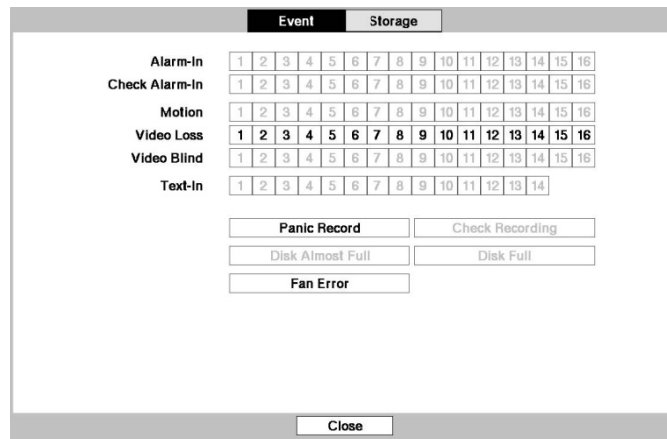 Event Storage
Alarm-In 1 2 3 4 5 6 7 8 9 10 11 12 13 14 15 16
Check Alarm-In 1 2 3 4 5 6 7 8 9 10 11 12 13 14 15 16
Motion 1 2 3 4 5 6 7 8 9 10 11 12 13 14 15 16
Video Loss 1 2 3 4 5 6 7 8 9 10 11 12 13 14 15 16
Video Blind 1 2 3 4 5 6 7 8 9 10 11 12 13 14 15 16
Text-In 1 2 3 4 5 6 7 8 9 10 11 12 13 14
Panic Record Check Recording
Disk Almost Full Disk Full
Fan Error
Close